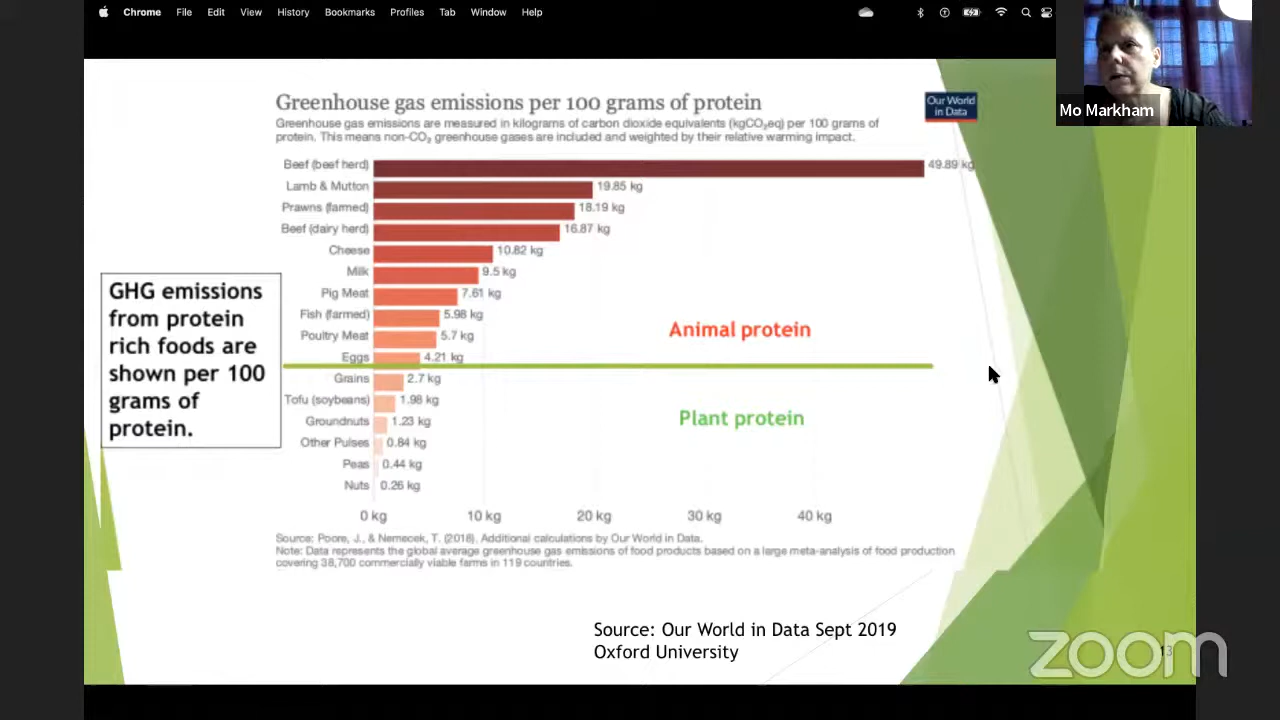 Chrome File Edit View History Bookmarks Profiles Tab Window Help
Mo Markham
Greenhouse gas emissions per 100 grams of protein
Our World
in Data
Greenhouse gas emissions are measured in kilograms of carbon dioxide equivalents (kgCO₂eq) per 100 grams of
protein. This means non-CO₂ greenhouse gases are included and weighted by their relative warming impact.
Beef (beef herd) 49.89 kg
Lamb & Mutton 19.85 kg
Prawns (farmed) 18.19 kg
Beef (dairy herd) 16.87 kg
Cheese 10.82 kg
Milk 9.5 kg
Pig Meat 7.61 kg
Fish (farmed) 5.98 kg
Poultry Meat 5.7 kg
Eggs 4.21 kg
Grains 2.7 kg
Tofu (soybeans) 1.98 kg
Groundnuts 1.23 kg
Other Pulses 0.84 kg
Peas 0.44 kg
Nuts 0.26 kg
0 kg 10 kg 20 kg 30 kg 40 kg
GHG emissions
from protein
rich foods are
shown per 100
grams of
protein.
Animal protein
Plant protein
Source: Poore, J., & Nemecek, T. (2018). Additional calculations by Our World in Data.
Note: Data represents the global average greenhouse gas emissions of food products based on a large meta-analysis of food production
covering 38,700 commercially viable farms in 119 countries.
Source: Our World in Data Sept 2019
Oxford University
13
zoom